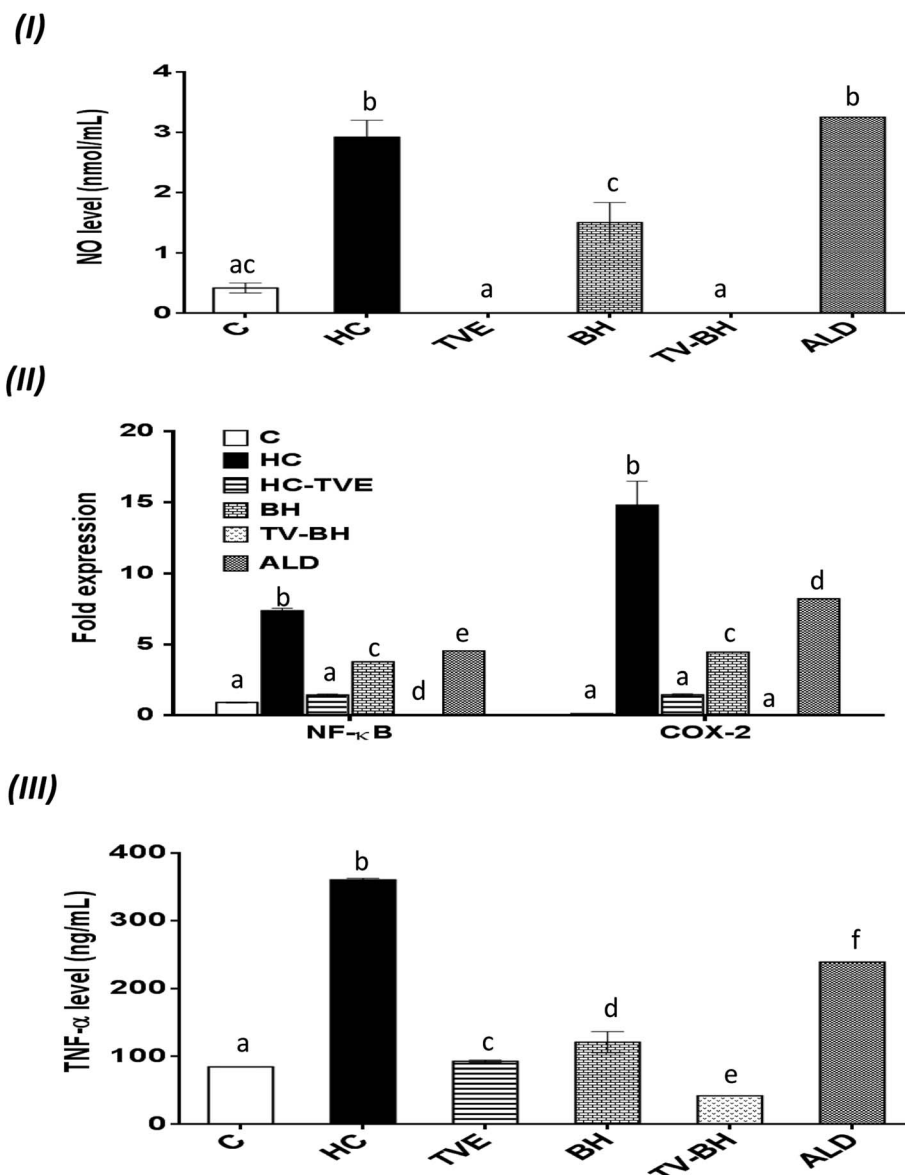 (I)
NO level (nmol/mL)
4
3
2
1
0
ac
b
a
c
a
b
C
HC
TVE
BH
TV-BH
ALD
(II)
Fold expression
20
15
10
5
0
C
HC
HC-TVE
BH
TV-BH
ALD
a
b
a
c
d
e
a
b
a
c
a
d
NF-κB
COX-2
(III)
TNF-α level (ng/mL)
400
300
200
100
0
a
b
c
d
e
f
C
HC
TVE
BH
TV-BH
ALD